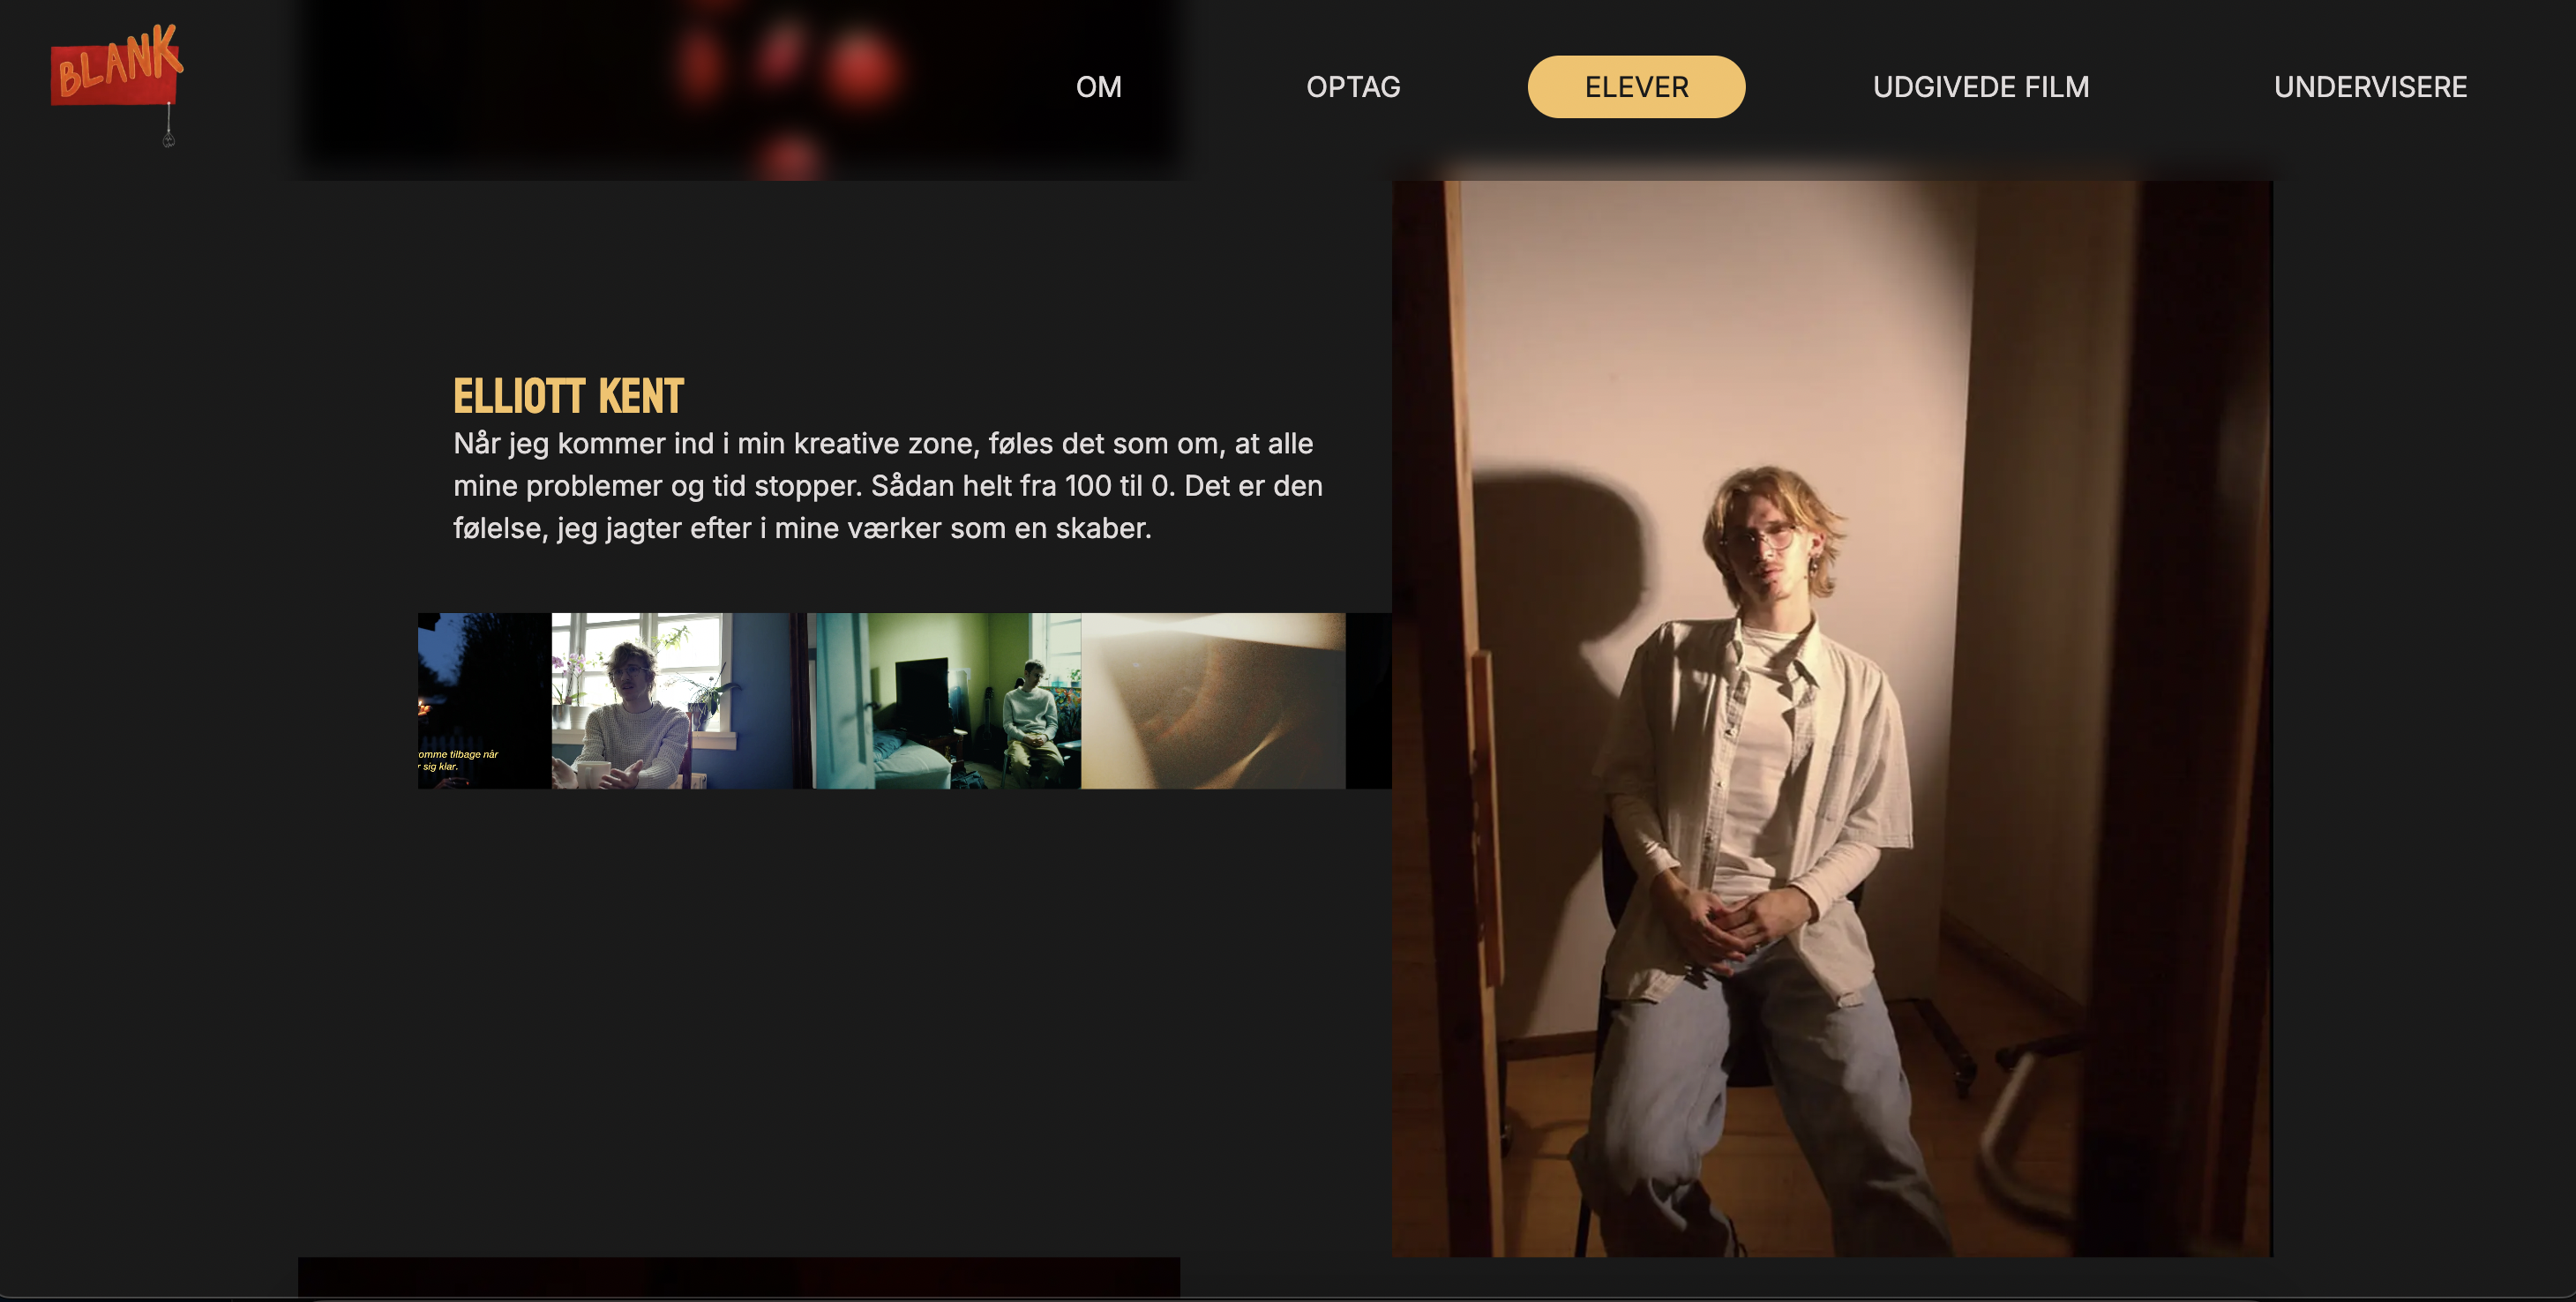 BLANK
OM
OPTAG
ELEVER
UDGIVEDE FILM
UNDERVISERE
ELLIOTT KENT
Når jeg kommer ind i min kreative zone, føles det som om, at alle
mine problemer og tid stopper. Sådan helt fra 100 til 0. Det er den
følelse, jeg jagter efter i mine værker som en skaber.
omme tilbage når
r sig klar.